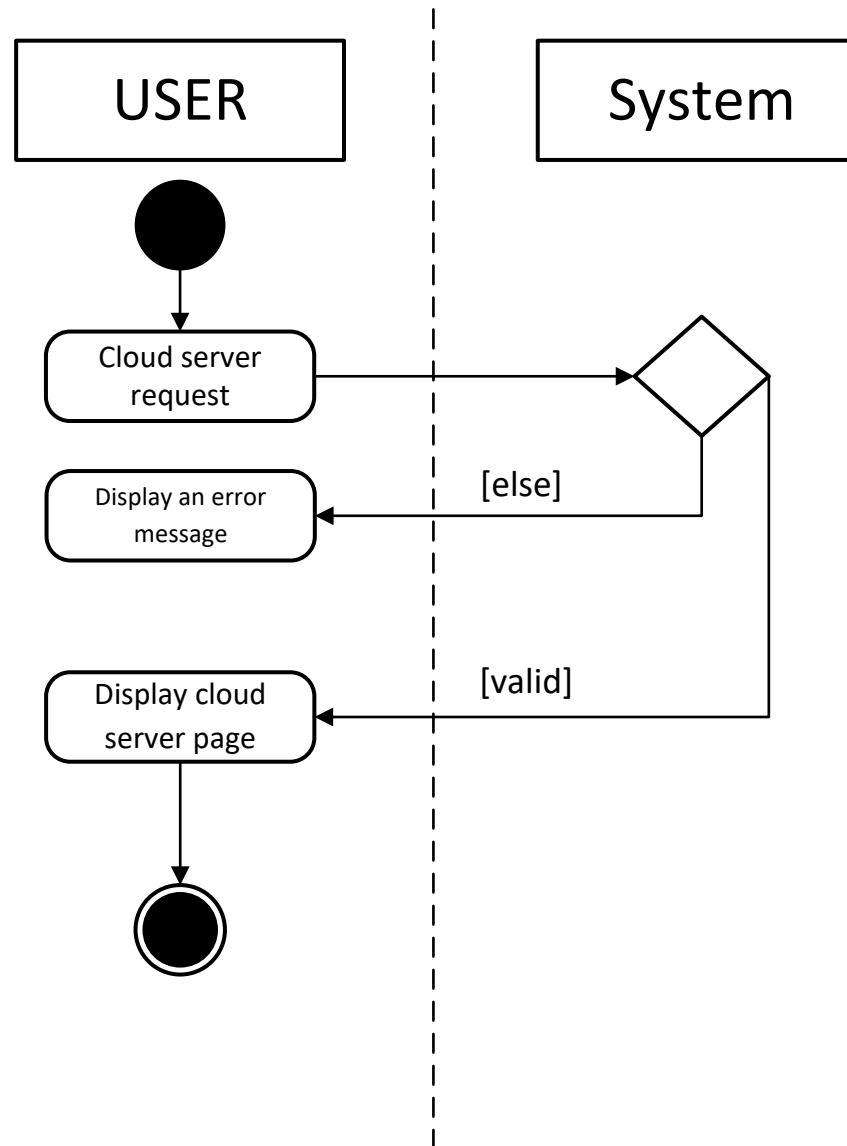 USER
System
Cloud server
request
[else]
Display an error
message
[valid]
Display cloud
server page